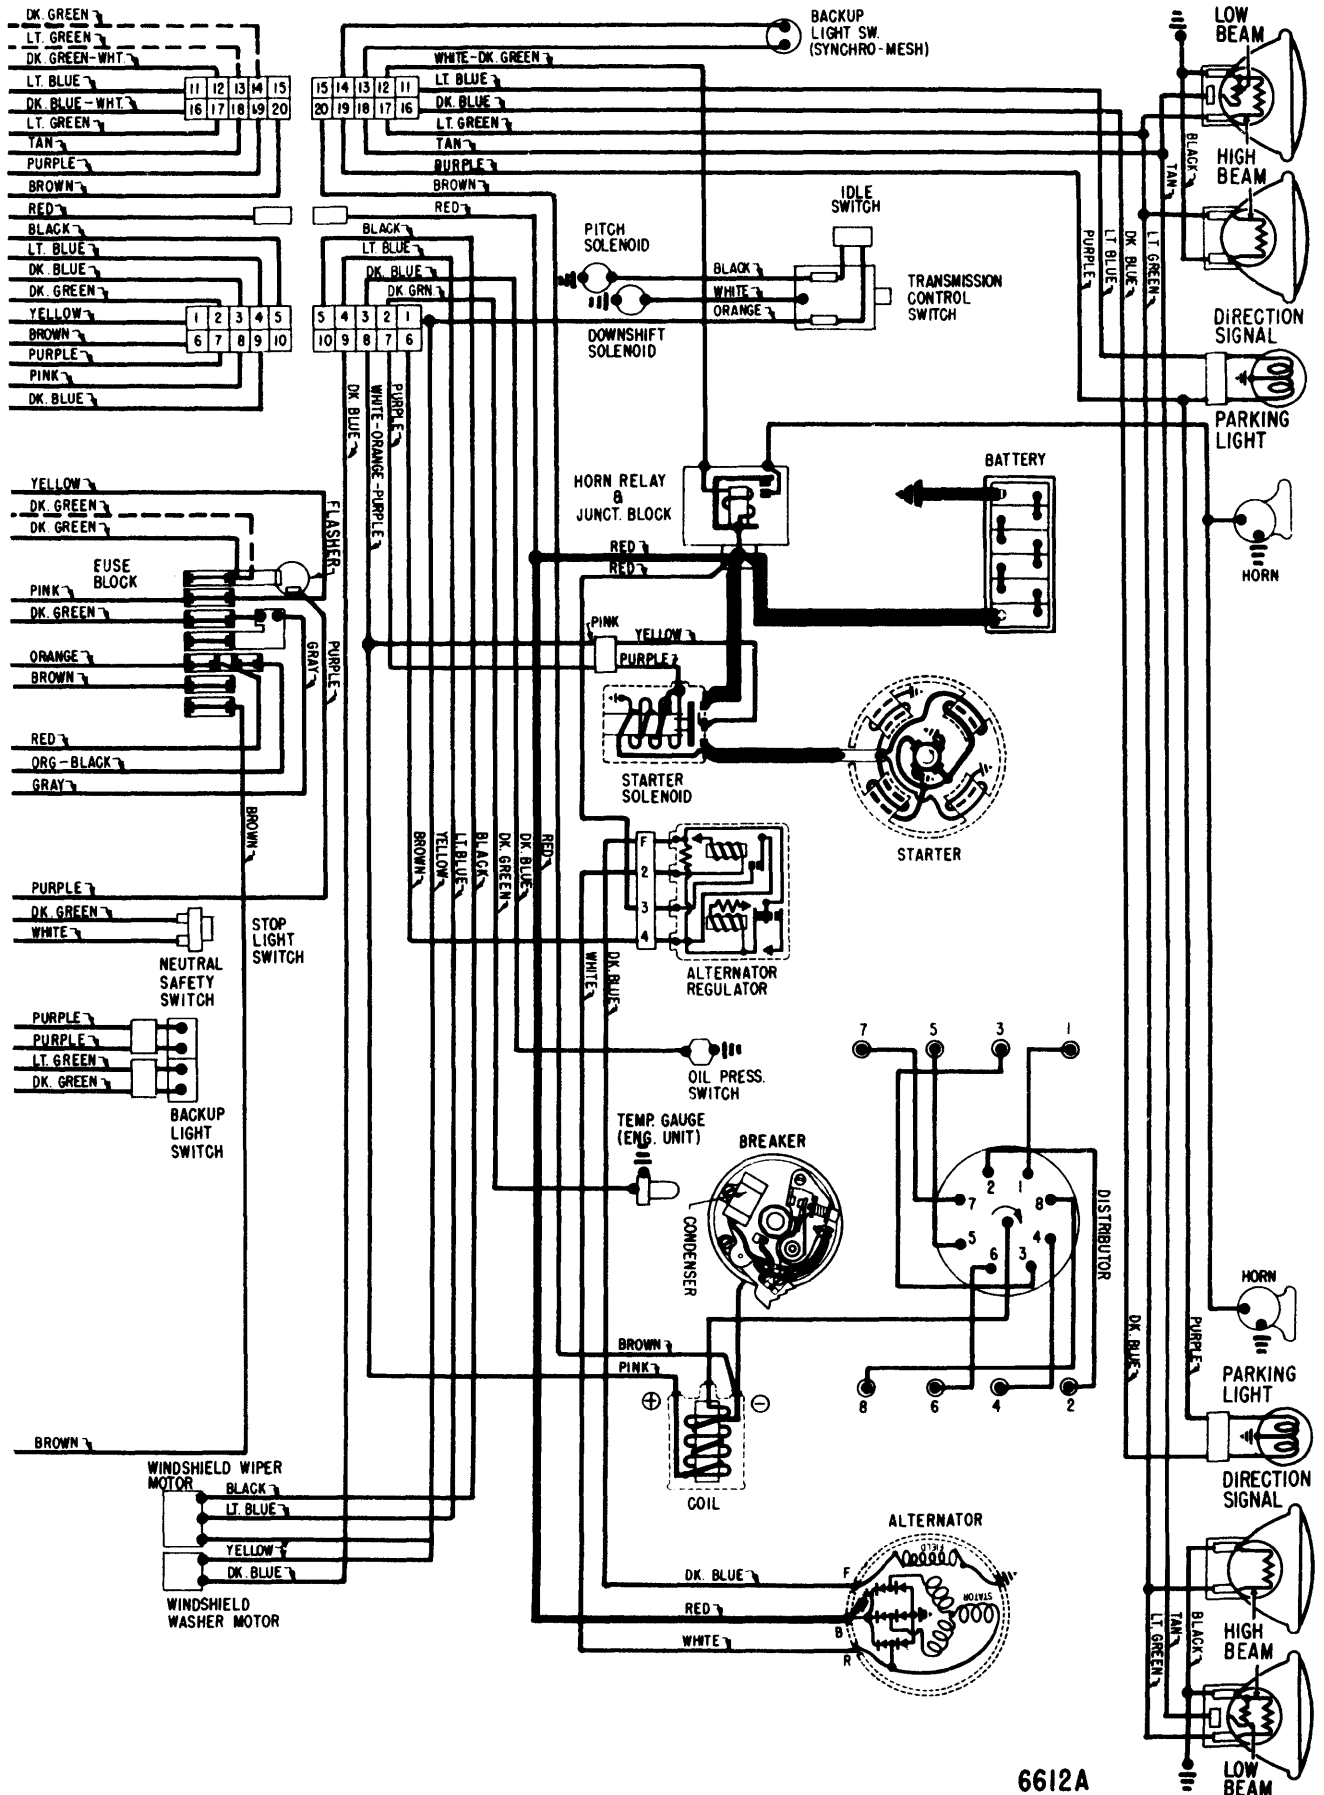 DK. GREEN
LT. GREEN
DK. GREEN-WHT.
LT. BLUE
DK. BLUE-WHT.
LT. GREEN
TAN
PURPLE
BROWN
RED
BLACK
LT. BLUE
DK. BLUE
DK. GREEN
YELLOW
BROWN
PURPLE
PINK
DK. BLUE
11 12 13 14 15
16 17 18 19 20
1 2 3 4 5
6 7 8 9 10
15 14 13 12 11
20 19 18 17 16
5 4 3 2 1
10 9 8 7 6
WHITE-DK. GREEN
LT. BLUE
DK. BLUE
LT. GREEN
TAN
PURPLE
BROWN
RED
BLACK
LT. BLUE
DK. BLUE
DK GRN
BACKUP
LIGHT SW.
(SYNCHRO-MESH)
LOW
BEAM
HIGH
BEAM
BLACK
TAN
PURPLE
LT. BLUE
DK. BLUE
LT. GREEN
IDLE
SWITCH
PITCH
SOLENOID
DOWNSHIFT
SOLENOID
BLACK
WHITE
ORANGE
TRANSMISSION
CONTROL
SWITCH
DIRECTION
SIGNAL
PARKING
LIGHT
DK. BLUE
WHITE-ORANGE-PURPLE
PURPLE
YELLOW
DK. GREEN
DK. GREEN
FLASHER
FUSE
BLOCK
PINK
DK. GREEN
ORANGE
BROWN
GRAY
PURPLE
RED
ORG-BLACK
GRAY
BROWN
HORN RELAY
&
JUNCT. BLOCK
RED
RED
BATTERY
HORN
PINK
YELLOW
PURPLE
STARTER
SOLENOID
STARTER
BROWN
YELLOW
LT.BLUE
BLACK
DK. GREEN
DK. BLUE
RED
F
2
3
4
ALTERNATOR
REGULATOR
WHITE
DK. BLUE
PURPLE
DK. GREEN
WHITE
STOP
LIGHT
SWITCH
NEUTRAL
SAFETY
SWITCH
PURPLE
PURPLE
LT. GREEN
DK. GREEN
BACKUP
LIGHT
SWITCH
OIL PRESS.
SWITCH
TEMP. GAUGE
(ENG. UNIT)
BREAKER
CONDENSER
7 5 3 1
2 1
7 8
5 4
6 3
DISTRIBUTOR
8 6 4 2
BROWN
PINK
+
−
COIL
DK. BLUE
PURPLE
HORN
PARKING
LIGHT
DIRECTION
SIGNAL
BROWN
WINDSHIELD WIPER
MOTOR
BLACK
LT. BLUE
YELLOW
DK. BLUE
WINDSHIELD
WASHER MOTOR
ALTERNATOR
FIELD
STATOR
DK. BLUE
F
RED
B
WHITE
R
LT. GREEN
TAN
BLACK
HIGH
BEAM
LOW
BEAM
6612A